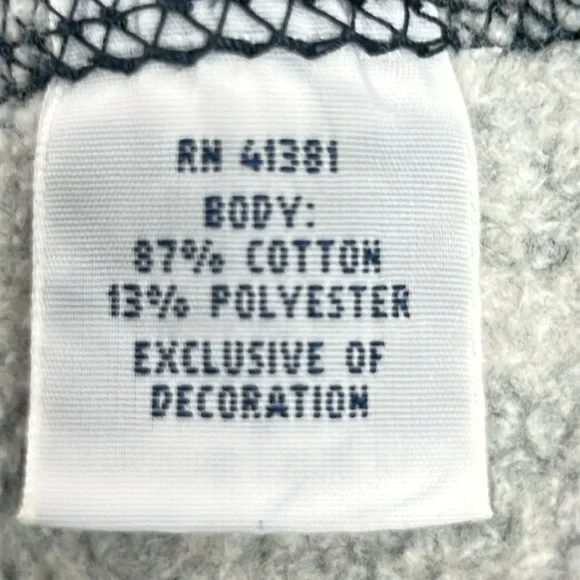 RN 41381
BODY:
87% COTTON
13% POLYESTER
EXCLUSIVE OF
DECORATION